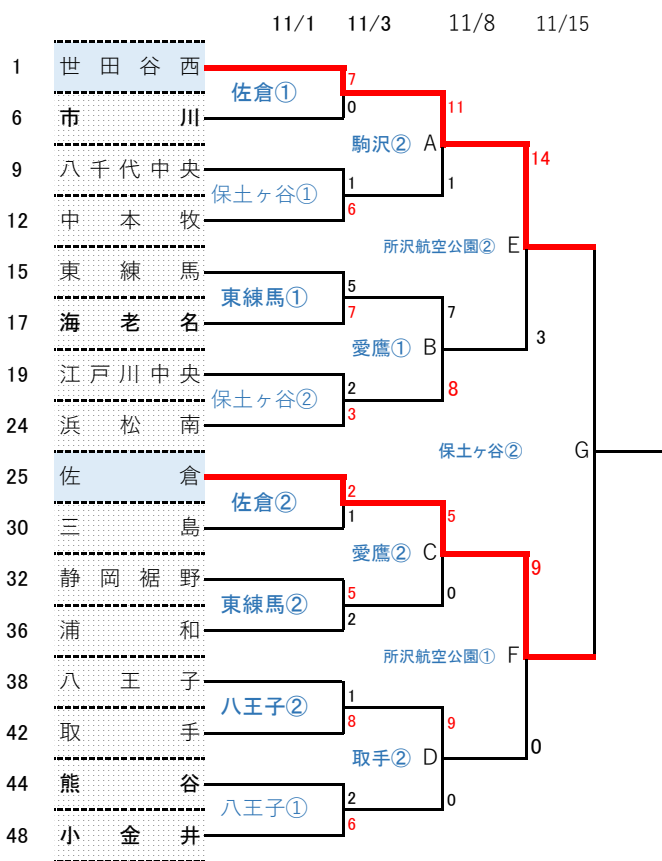 11/1 11/3 11/8 11/15
1 世田谷西
7
佐倉①
0
11
6 市川
駒沢② A
14
9 八千代中央
1
保土ヶ谷①
6
1
12 中本牧
所沢航空公園② E
15 東練馬
5
東練馬①
7
7
3
17 海老名
愛鷹① B
19 江戸川中央
2
保土ヶ谷②
3
8
24 浜松南
保土ヶ谷② G
25 佐倉
2
佐倉②
1
5
30 三島
愛鷹② C
9
32 静岡裾野
5
東練馬②
2
0
36 浦和
所沢航空公園① F
38 八王子
1
八王子②
8
9
42 取手
0
取手② D
44 熊谷
2
八王子①
6
0
48 小金井